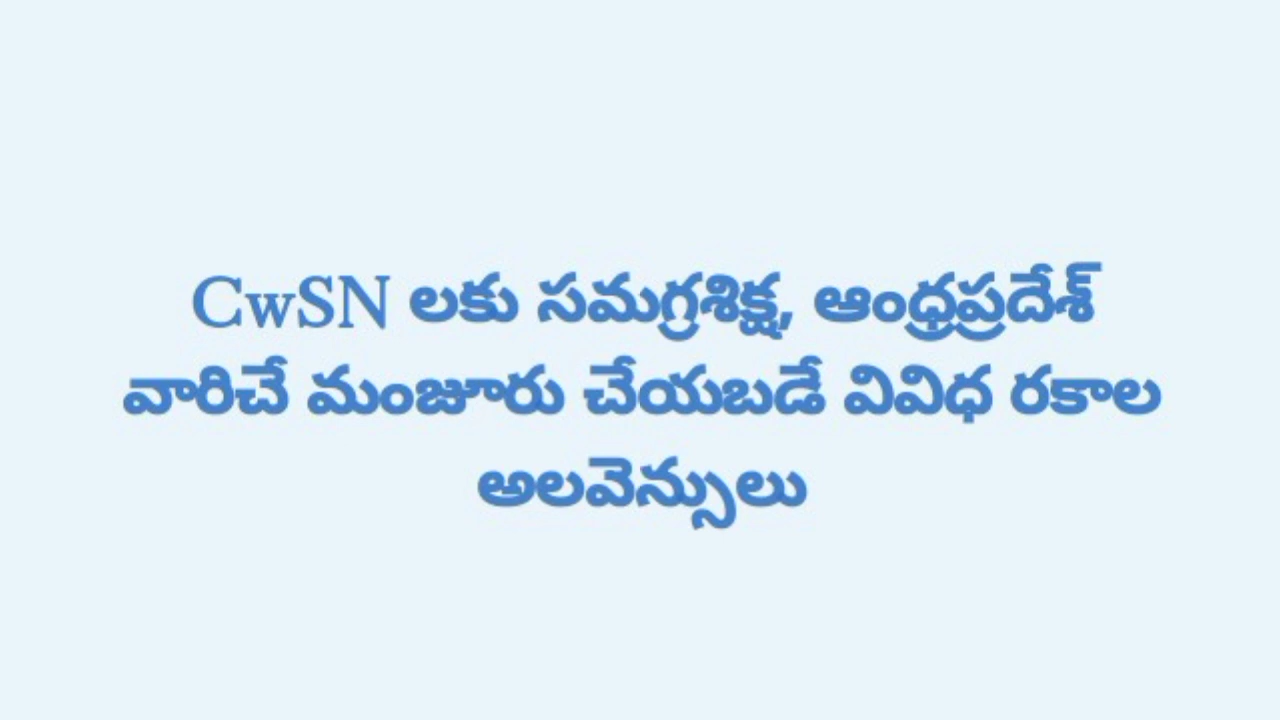 CwSN లకు సమగ్రశిక్ష, ఆంధ్రప్రదేశ్
వారిచే మంజూరు చేయబడే వివిధ రకాల
అలవెన్సులు